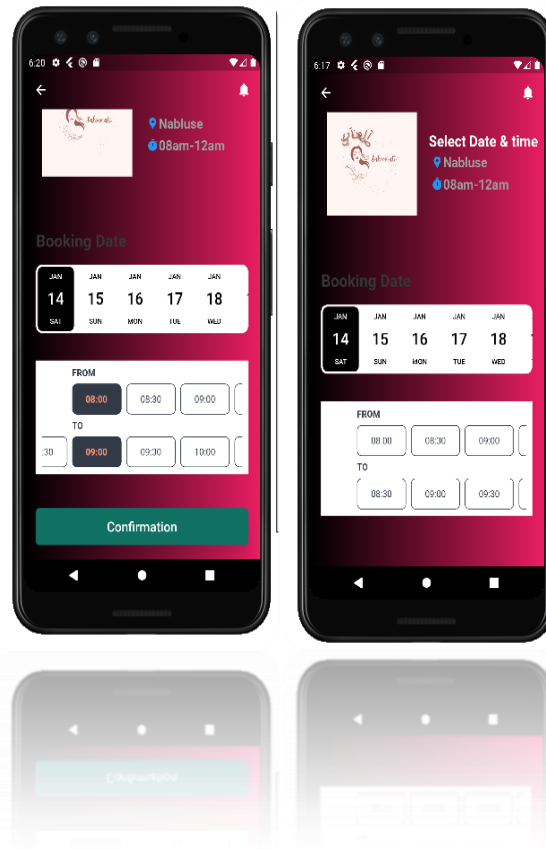 6:20
Nabluse
08am-12am
Booking Date
JAN JAN JAN JAN JAN
14 15 16 17 18
SAT SUN MON TUE WED
FROM
08:00 08:30 09:00
TO
:30 09:00 09:30 10:00
Confirmation
6:17
Select Date & time
Nabluse
08am-12am
Booking Date
JAN JAN JAN JAN JAN
14 15 16 17 18
SAT SUN MON TUE WED
FROM
08:00 08:30 09:00
TO
08:30 09:00 09:30